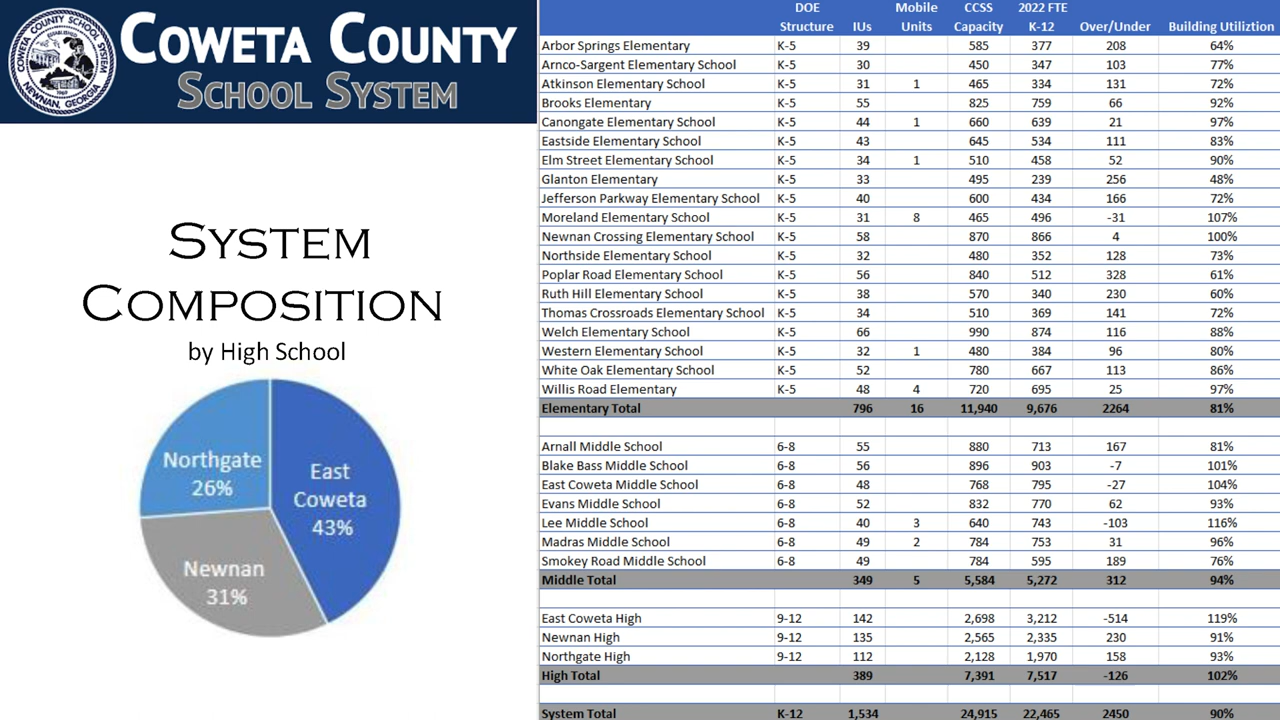 COWETA COUNTY SCHOOL SYSTEM
ESTABLISHED
NEWNAN, GEORGIA
COWETA COUNTY
SCHOOL SYSTEM
SYSTEM
COMPOSITION
by High School
Northgate
26%
East
Coweta
43%
Newnan
31%
DOE Mobile CCSS 2022 FTE
Structure IUs Units Capacity K-12 Over/Under Building Utiliztion
Arbor Springs Elementary K-5 39 585 377 208 64%
Arnco-Sargent Elementary School K-5 30 450 347 103 77%
Atkinson Elementary School K-5 31 1 465 334 131 72%
Brooks Elementary K-5 55 825 759 66 92%
Canongate Elementary School K-5 44 1 660 639 21 97%
Eastside Elementary School K-5 43 645 534 111 83%
Elm Street Elementary School K-5 34 1 510 458 52 90%
Glanton Elementary K-5 33 495 239 256 48%
Jefferson Parkway Elementary School K-5 40 600 434 166 72%
Moreland Elementary School K-5 31 8 465 496 -31 107%
Newnan Crossing Elementary School K-5 58 870 866 4 100%
Northside Elementary School K-5 32 480 352 128 73%
Poplar Road Elementary School K-5 56 840 512 328 61%
Ruth Hill Elementary School K-5 38 570 340 230 60%
Thomas Crossroads Elementary School K-5 34 510 369 141 72%
Welch Elementary School K-5 66 990 874 116 88%
Western Elementary School K-5 32 1 480 384 96 80%
White Oak Elementary School K-5 52 780 667 113 86%
Willis Road Elementary K-5 48 4 720 695 25 97%
Elementary Total 796 16 11,940 9,676 2264 81%
Arnall Middle School 6-8 55 880 713 167 81%
Blake Bass Middle School 6-8 56 896 903 -7 101%
East Coweta Middle School 6-8 48 768 795 -27 104%
Evans Middle School 6-8 52 832 770 62 93%
Lee Middle School 6-8 40 3 640 743 -103 116%
Madras Middle School 6-8 49 2 784 753 31 96%
Smokey Road Middle School 6-8 49 784 595 189 76%
Middle Total 349 5 5,584 5,272 312 94%
East Coweta High 9-12 142 2,698 3,212 -514 119%
Newnan High 9-12 135 2,565 2,335 230 91%
Northgate High 9-12 112 2,128 1,970 158 93%
High Total 389 7,391 7,517 -126 102%
System Total K-12 1,534 24,915 22,465 2450 90%